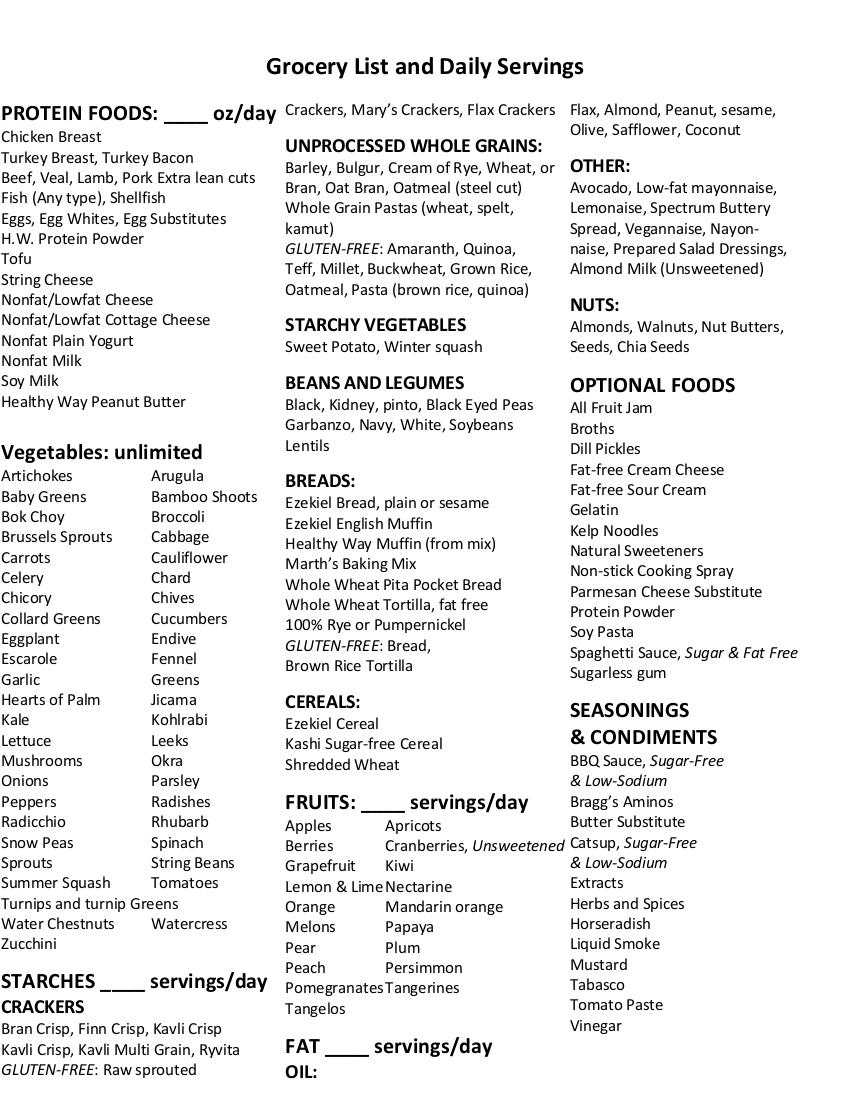 Grocery List and Daily Servings
PROTEIN FOODS: ____ oz/day
Chicken Breast
Turkey Breast, Turkey Bacon
Beef, Veal, Lamb, Pork Extra lean cuts
Fish (Any type), Shellfish
Eggs, Egg Whites, Egg Substitutes
H.W. Protein Powder
Tofu
String Cheese
Nonfat/Lowfat Cheese
Nonfat/Lowfat Cottage Cheese
Nonfat Plain Yogurt
Nonfat Milk
Soy Milk
Healthy Way Peanut Butter
Vegetables: unlimited
Artichokes Arugula
Baby Greens Bamboo Shoots
Bok Choy Broccoli
Brussels Sprouts Cabbage
Carrots Cauliflower
Celery Chard
Chicory Chives
Collard Greens Cucumbers
Eggplant Endive
Escarole Fennel
Garlic Greens
Hearts of Palm Jicama
Kale Kohlrabi
Lettuce Leeks
Mushrooms Okra
Onions Parsley
Peppers Radishes
Radicchio Rhubarb
Snow Peas Spinach
Sprouts String Beans
Summer Squash Tomatoes
Turnips and turnip Greens
Water Chestnuts Watercress
Zucchini
STARCHES ____ servings/day
CRACKERS
Bran Crisp, Finn Crisp, Kavli Crisp
Kavli Crisp, Kavli Multi Grain, Ryvita
GLUTEN-FREE: Raw sprouted
Crackers, Mary’s Crackers, Flax Crackers
UNPROCESSED WHOLE GRAINS:
Barley, Bulgur, Cream of Rye, Wheat, or
Bran, Oat Bran, Oatmeal (steel cut)
Whole Grain Pastas (wheat, spelt,
kamut)
GLUTEN-FREE: Amaranth, Quinoa,
Teff, Millet, Buckwheat, Grown Rice,
Oatmeal, Pasta (brown rice, quinoa)
STARCHY VEGETABLES
Sweet Potato, Winter squash
BEANS AND LEGUMES
Black, Kidney, pinto, Black Eyed Peas
Garbanzo, Navy, White, Soybeans
Lentils
BREADS:
Ezekiel Bread, plain or sesame
Ezekiel English Muffin
Healthy Way Muffin (from mix)
Marth’s Baking Mix
Whole Wheat Pita Pocket Bread
Whole Wheat Tortilla, fat free
100% Rye or Pumpernickel
GLUTEN-FREE: Bread,
Brown Rice Tortilla
CEREALS:
Ezekiel Cereal
Kashi Sugar-free Cereal
Shredded Wheat
FRUITS: ____ servings/day
Apples Apricots
Berries Cranberries, Unsweetened
Grapefruit Kiwi
Lemon & Lime Nectarine
Orange Mandarin orange
Melons Papaya
Pear Plum
Peach Persimmon
Pomegranates Tangerines
Tangelos
FAT ____ servings/day
OIL:
Flax, Almond, Peanut, sesame,
Olive, Safflower, Coconut
OTHER:
Avocado, Low-fat mayonnaise,
Lemonaise, Spectrum Buttery
Spread, Vegannaise, Nayon-
naise, Prepared Salad Dressings,
Almond Milk (Unsweetened)
NUTS:
Almonds, Walnuts, Nut Butters,
Seeds, Chia Seeds
OPTIONAL FOODS
All Fruit Jam
Broths
Dill Pickles
Fat-free Cream Cheese
Fat-free Sour Cream
Gelatin
Kelp Noodles
Natural Sweeteners
Non-stick Cooking Spray
Parmesan Cheese Substitute
Protein Powder
Soy Pasta
Spaghetti Sauce, Sugar & Fat Free
Sugarless gum
SEASONINGS
& CONDIMENTS
BBQ Sauce, Sugar-Free
& Low-Sodium
Bragg’s Aminos
Butter Substitute
Catsup, Sugar-Free
& Low-Sodium
Extracts
Herbs and Spices
Horseradish
Liquid Smoke
Mustard
Tabasco
Tomato Paste
Vinegar